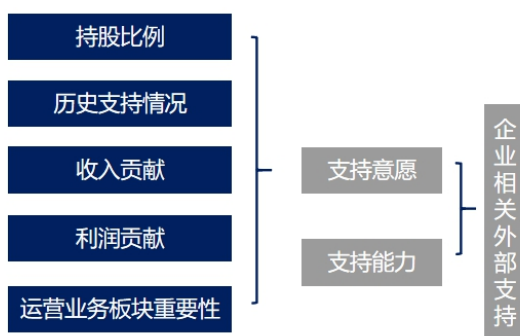 持股比例
历史支持情况
收入贡献
利润贡献
运营业务板块重要性
支持意愿
支持能力
企业相关外部支持